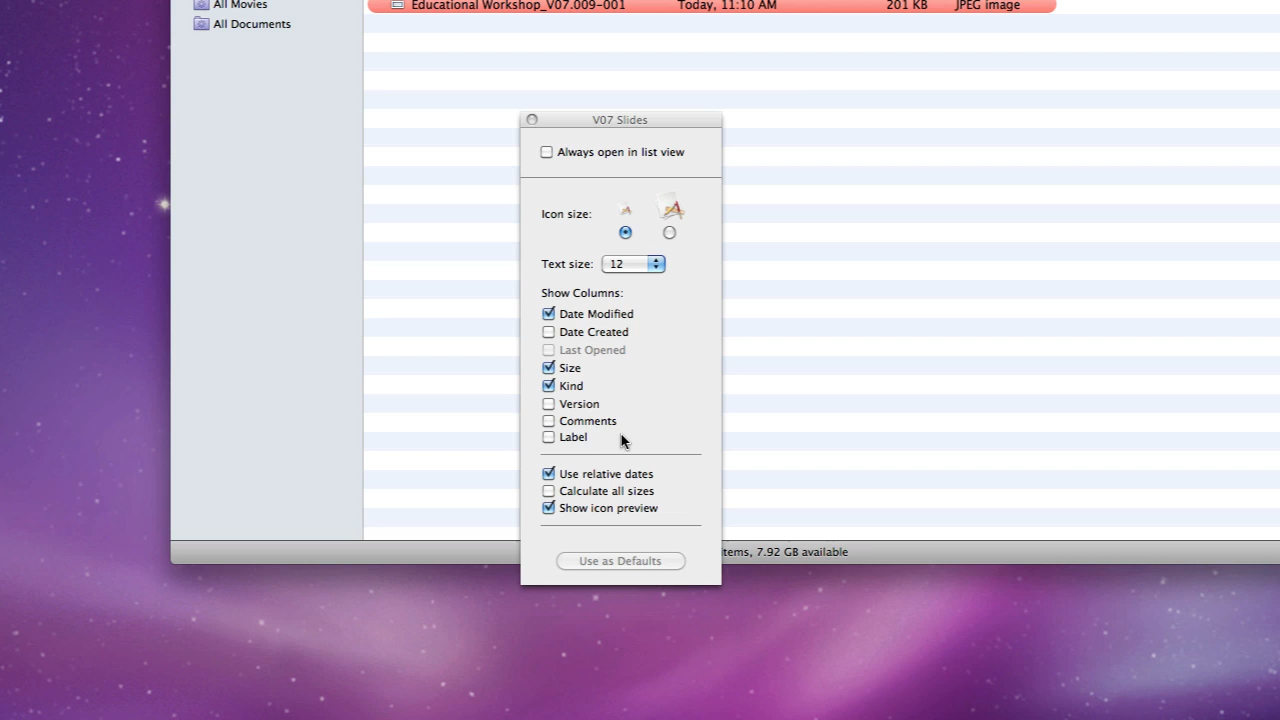 All Movies
Educational Workshop_V07.009-001 Today, 11:10 AM 201 KB JPEG image
All Documents
V07 Slides
Always open in list view
Icon size:
Text size: 12
Show Columns:
Date Modified
Date Created
Last Opened
Size
Kind
Version
Comments
Label
Use relative dates
Calculate all sizes
Show icon preview
items, 7.92 GB available
Use as Defaults